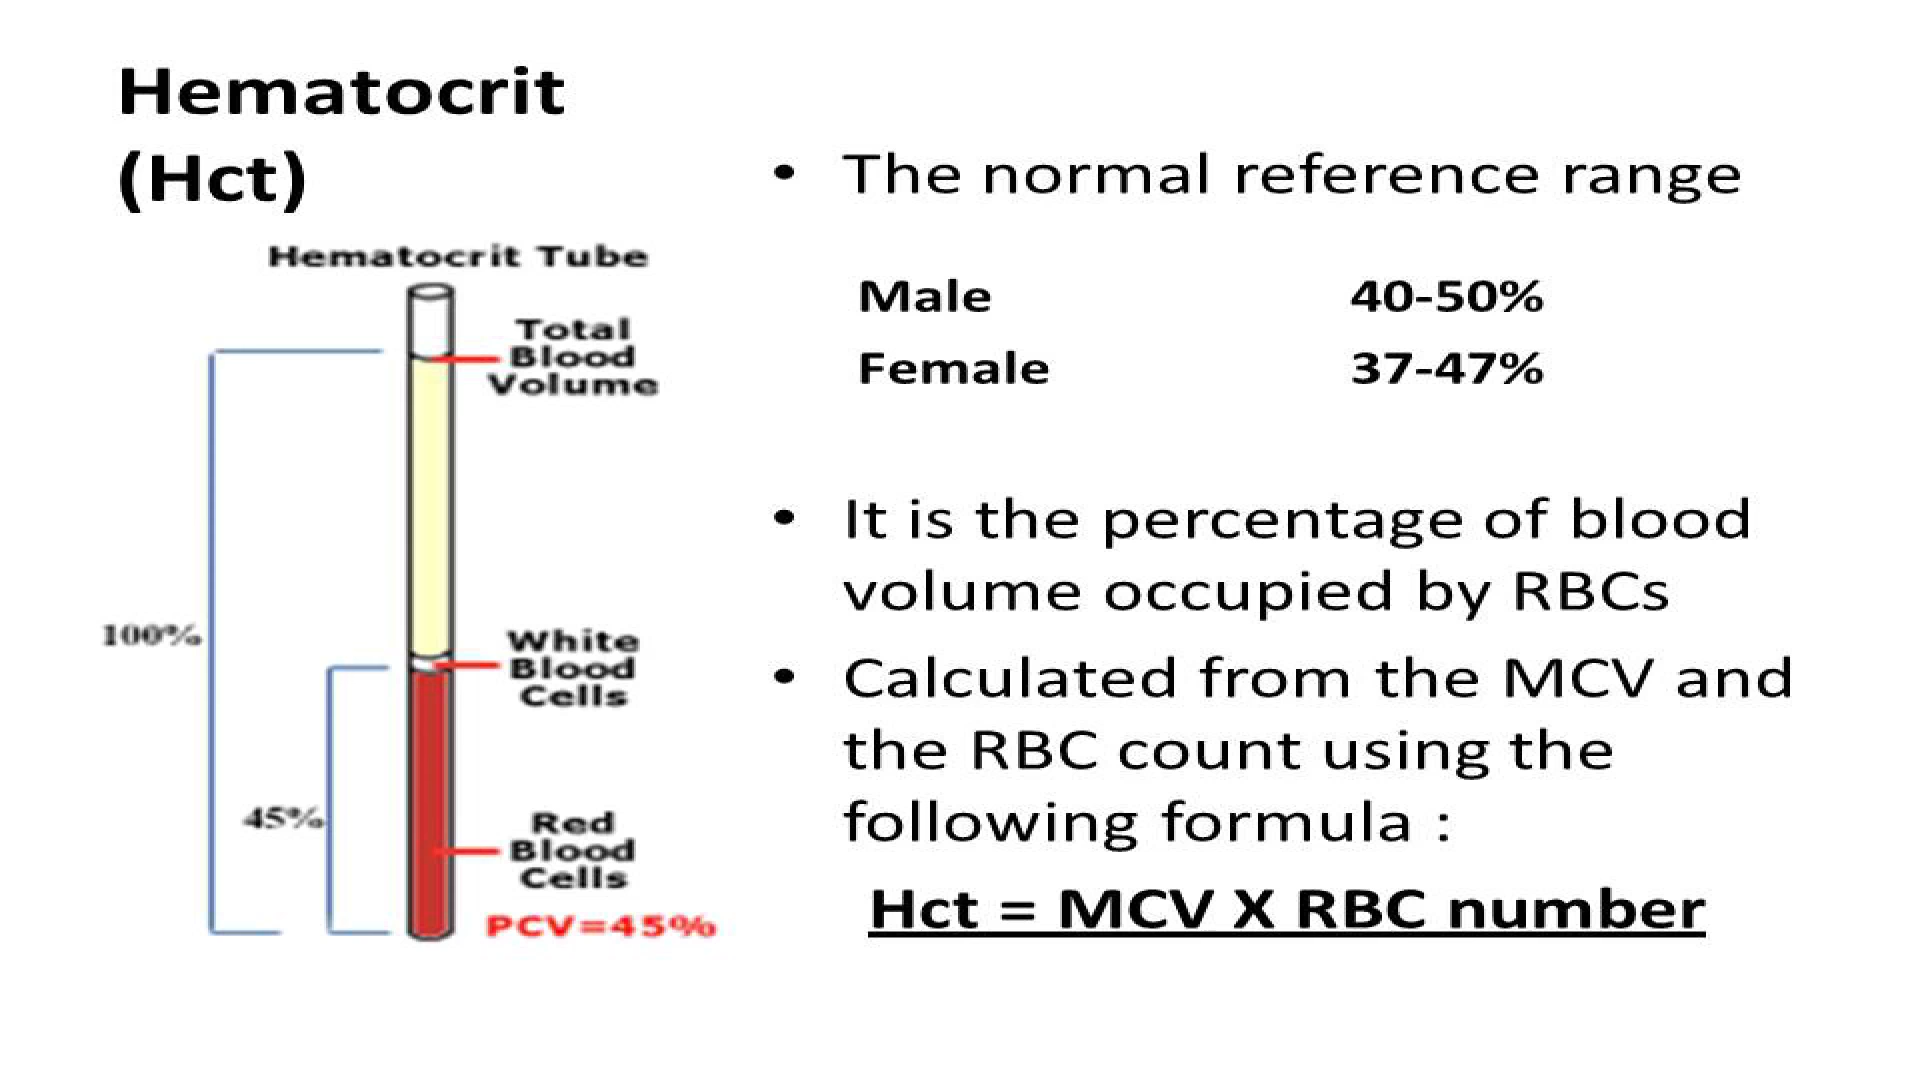 Hematocrit
(Hct)
Hematocrit Tube
Total
Blood
Volume
100%
White
Blood
Cells
45%
Red
Blood
Cells
PCV=45%
• The normal reference range
Male 40-50%
Female 37-47%
• It is the percentage of blood
volume occupied by RBCs
• Calculated from the MCV and
the RBC count using the
following formula :
Hct = MCV X RBC number